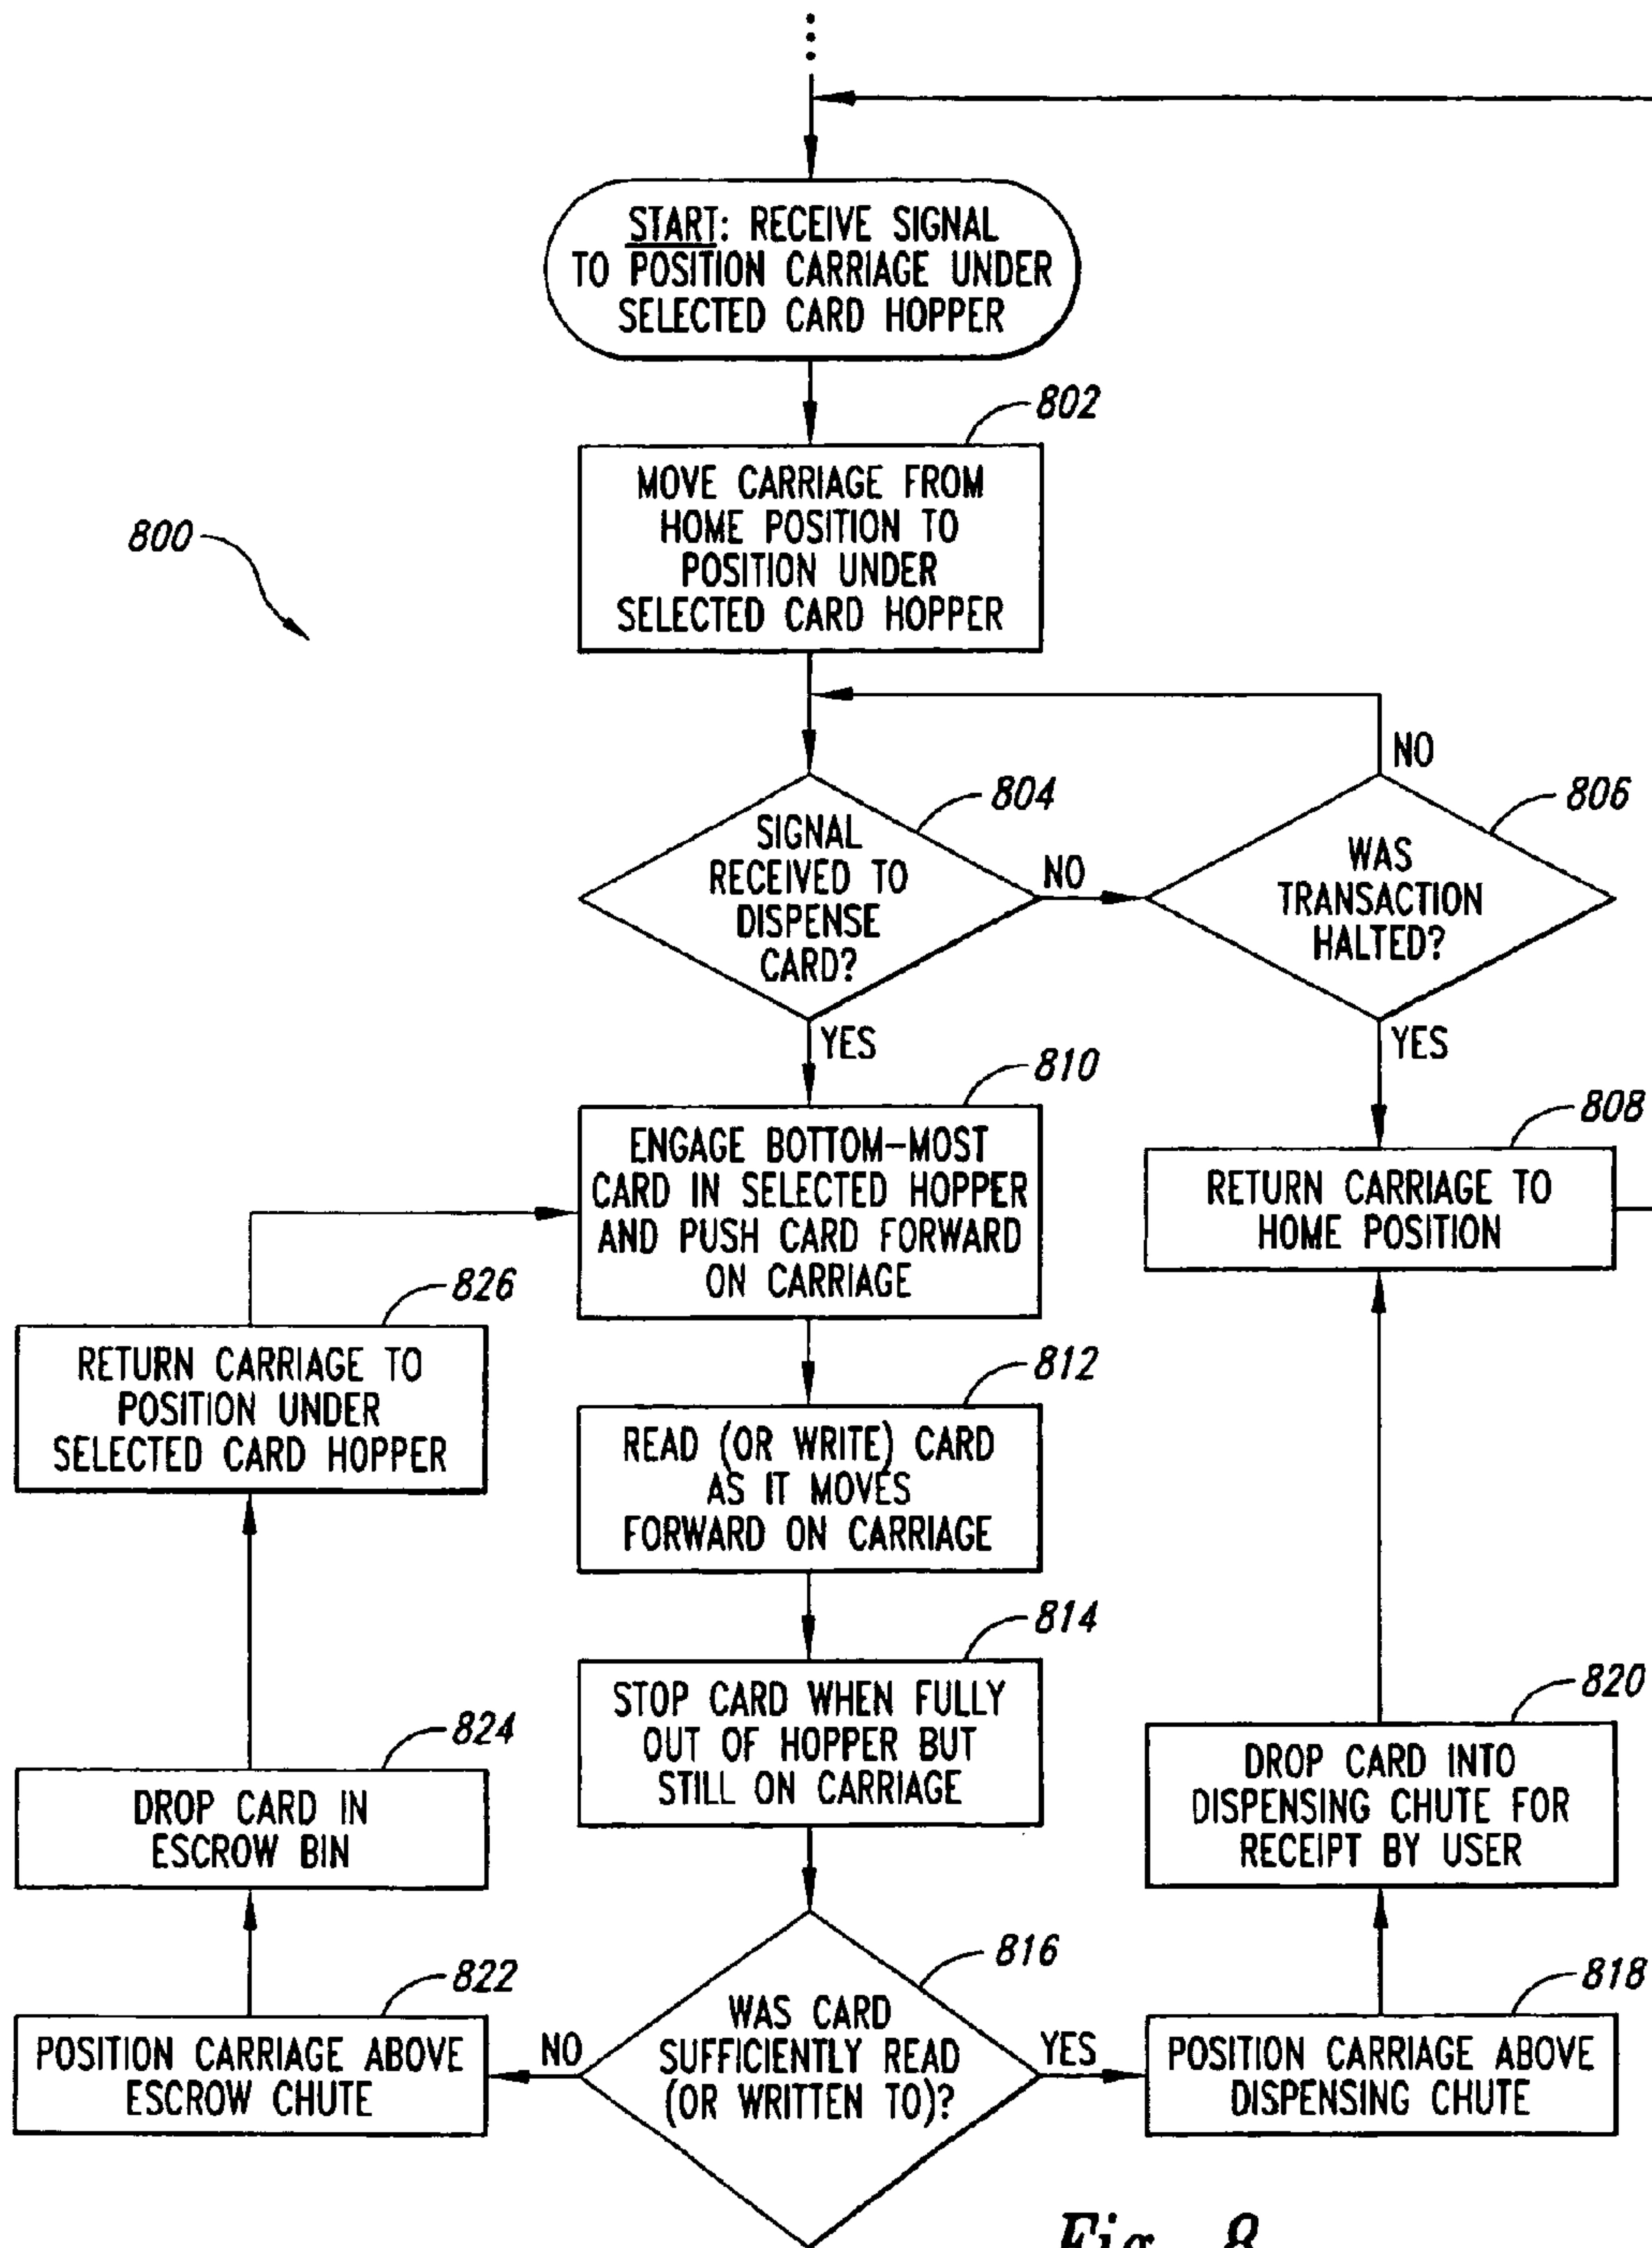 START: RECEIVE SIGNAL
TO POSITION CARRIAGE UNDER
SELECTED CARD HOPPER
802
MOVE CARRIAGE FROM
HOME POSITION TO
POSITION UNDER
SELECTED CARD HOPPER
800
804
SIGNAL
RECEIVED TO
DISPENSE
CARD?
NO
YES
806
WAS
TRANSACTION
HALTED?
NO
YES
808
RETURN CARRIAGE TO
HOME POSITION
810
ENGAGE BOTTOM-MOST
CARD IN SELECTED HOPPER
AND PUSH CARD FORWARD
ON CARRIAGE
812
READ (OR WRITE) CARD
AS IT MOVES
FORWARD ON CARRIAGE
814
STOP CARD WHEN FULLY
OUT OF HOPPER BUT
STILL ON CARRIAGE
816
WAS CARD
SUFFICIENTLY READ
(OR WRITTEN TO)?
NO
YES
818
POSITION CARRIAGE ABOVE
DISPENSING CHUTE
820
DROP CARD INTO
DISPENSING CHUTE FOR
RECEIPT BY USER
822
POSITION CARRIAGE ABOVE
ESCROW CHUTE
824
DROP CARD IN
ESCROW BIN
826
RETURN CARRIAGE TO
POSITION UNDER
SELECTED CARD HOPPER
Fig. 8